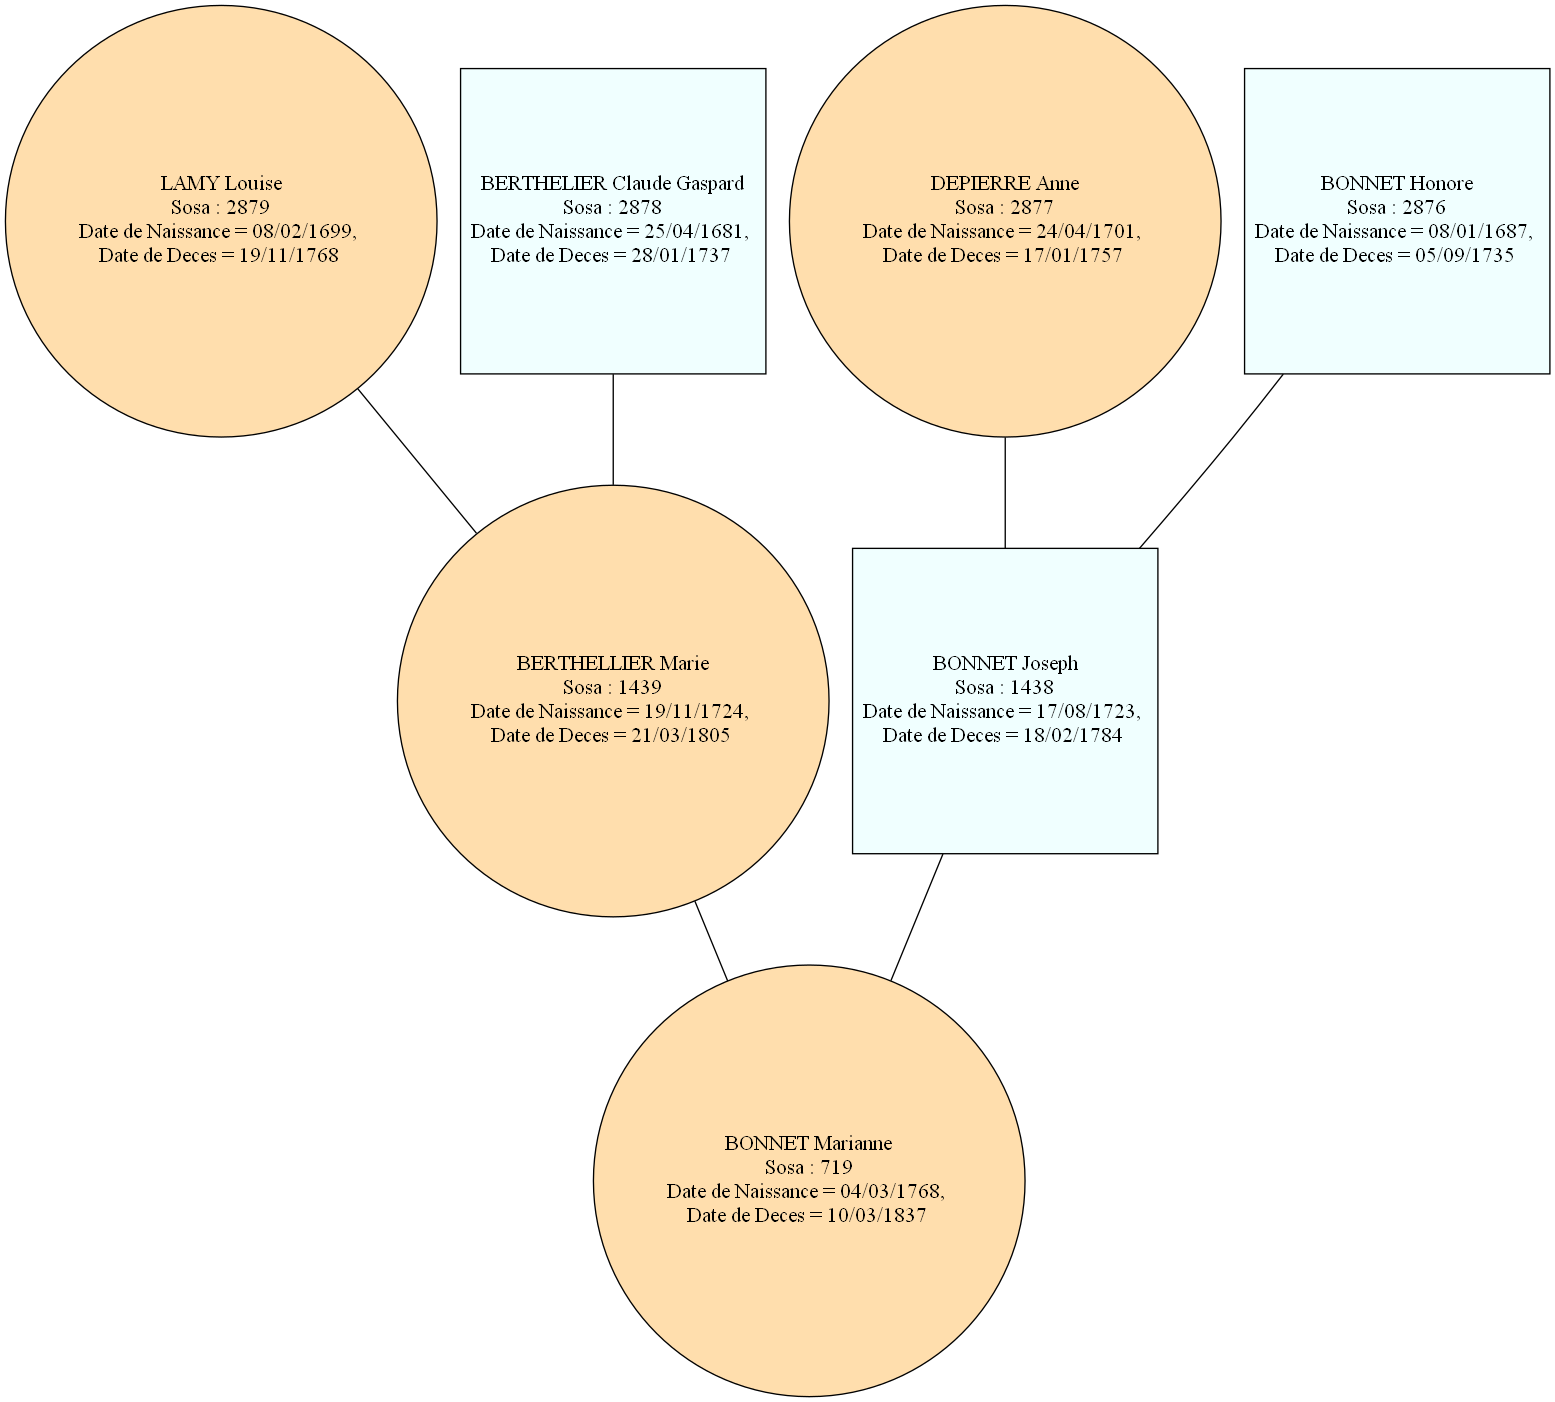 LAMY Louise
Sosa : 2879
Date de Naissance = 08/02/1699,
Date de Deces = 19/11/1768
BERTHELIER Claude Gaspard
Sosa : 2878
Date de Naissance = 25/04/1681,
Date de Deces = 28/01/1737
DEPIERRE Anne
Sosa : 2877
Date de Naissance = 24/04/1701,
Date de Deces = 17/01/1757
BONNET Honore
Sosa : 2876
Date de Naissance = 08/01/1687,
Date de Deces = 05/09/1735
BERTHELLIER Marie
Sosa : 1439
Date de Naissance = 19/11/1724,
Date de Deces = 21/03/1805
BONNET Joseph
Sosa : 1438
Date de Naissance = 17/08/1723,
Date de Deces = 18/02/1784
BONNET Marianne
Sosa : 719
Date de Naissance = 04/03/1768,
Date de Deces = 10/03/1837